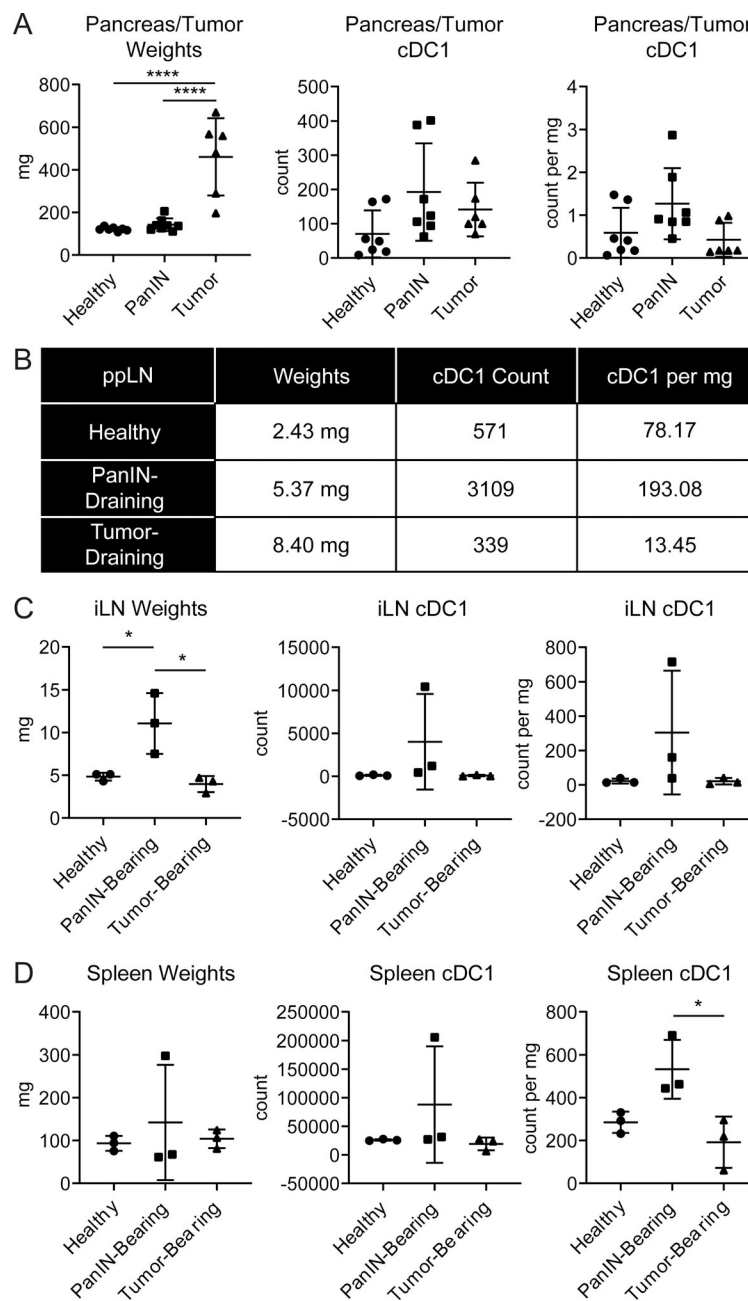 A
Pancreas/Tumor
Weights
800
600
400
200
0
mg
****
****
Healthy
PanIN
Tumor
Pancreas/Tumor
cDC1
500
400
300
200
100
0
count
Healthy
PanIN
Tumor
Pancreas/Tumor
cDC1
4
3
2
1
0
count per mg
Healthy
PanIN
Tumor
B
ppLN Weights cDC1 Count cDC1 per mg
Healthy 2.43 mg 571 78.17
PanIN-
Draining 5.37 mg 3109 193.08
Tumor-
Draining 8.40 mg 339 13.45
C
iLN Weights
20
15
10
5
0
mg
*
*
Healthy
PanIN-Bearing
Tumor-Bearing
iLN cDC1
15000
10000
5000
0
-5000
count
Healthy
PanIN-Bearing
Tumor-Bearing
iLN cDC1
800
600
400
200
0
-200
count per mg
Healthy
PanIN-Bearing
Tumor-Bearing
D
Spleen Weights
400
300
200
100
0
mg
Healthy
PanIN-Bearing
Tumor-Bearing
Spleen cDC1
250000
200000
150000
100000
50000
0
-50000
count
Healthy
PanIN-Bearing
Tumor-Bearing
Spleen cDC1
800
600
400
200
0
count per mg
*
Healthy
PanIN-Bearing
Tumor-Bearing